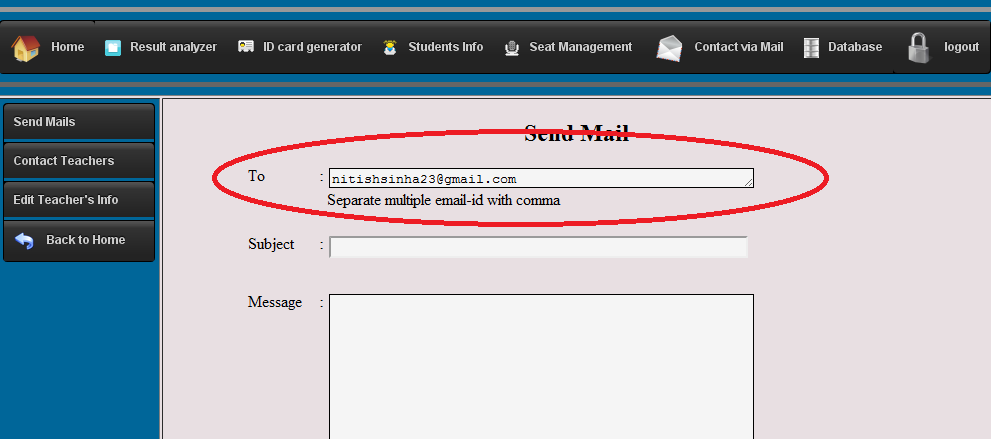 Home Result analyzer ID card generator Students Info Seat Management Contact via Mail Database logout
Send Mails
Contact Teachers
Edit Teacher's Info
Back to Home
Send Mail
To : nitishsinha23@gmail.com
Separate multiple email-id with comma
Subject :
Message :